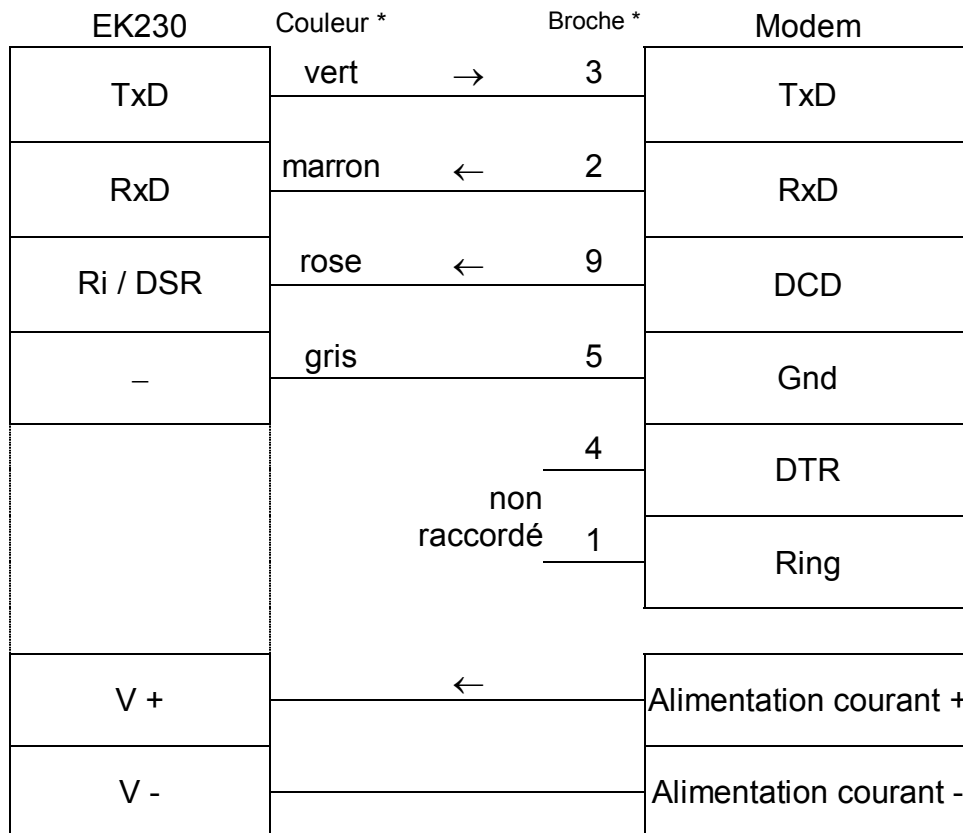 EK230 Couleur * Broche * Modem
TxD vert → 3 TxD
RxD marron ← 2 RxD
Ri / DSR rose ← 9 DCD
– gris 5 Gnd
4 DTR
non
raccordé 1 Ring
V + ← Alimentation courant +
V - Alimentation courant -